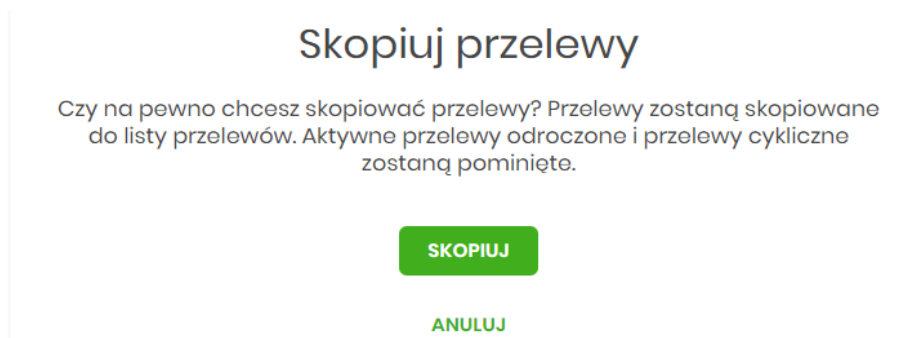 Skopiuj przelewy
Czy na pewno chcesz skopiować przelewy? Przelewy zostaną skopiowane
do listy przelewów. Aktywne przelewy odroczone i przelewy cykliczne
zostaną pominięte.
SKOPIUJ
ANULUJ